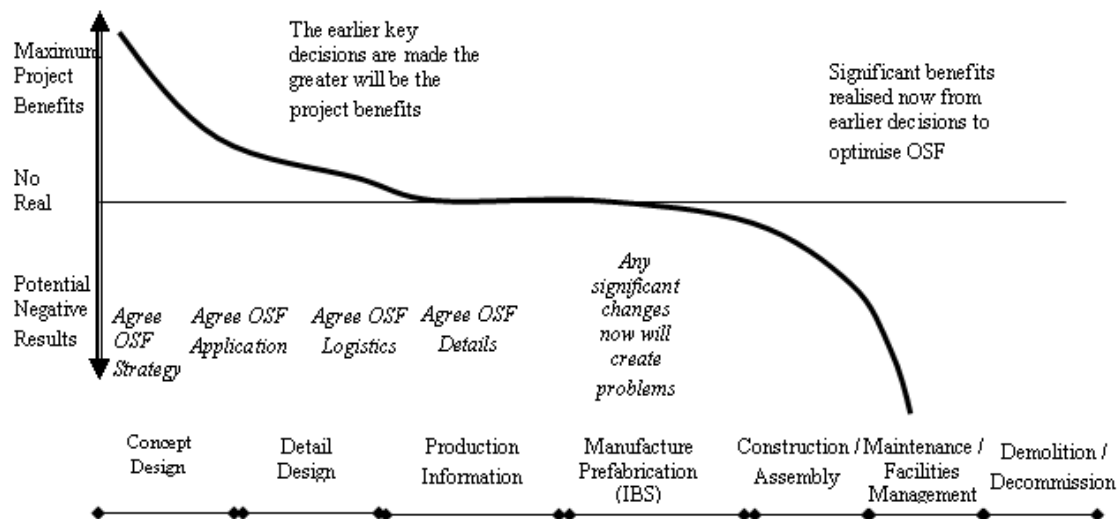 Maximum
Project
Benefits
The earlier key
decisions are made the
greater will be the
project benefits
Significant benefits
realised now from
earlier decisions to
optimise OSF
No
Real
Potential
Negative
Results
Agree
OSF
Strategy
Agree OSF
Application
Agree OSF
Logistics
Agree OSF
Details
Any
significant
changes
now will
create
problems
Concept
Design
Detail
Design
Production
Information
Manufacture
Prefabrication
(IBS)
Construction /
Assembly
Maintenance /
Facilities
Management
Demolition /
Decommission